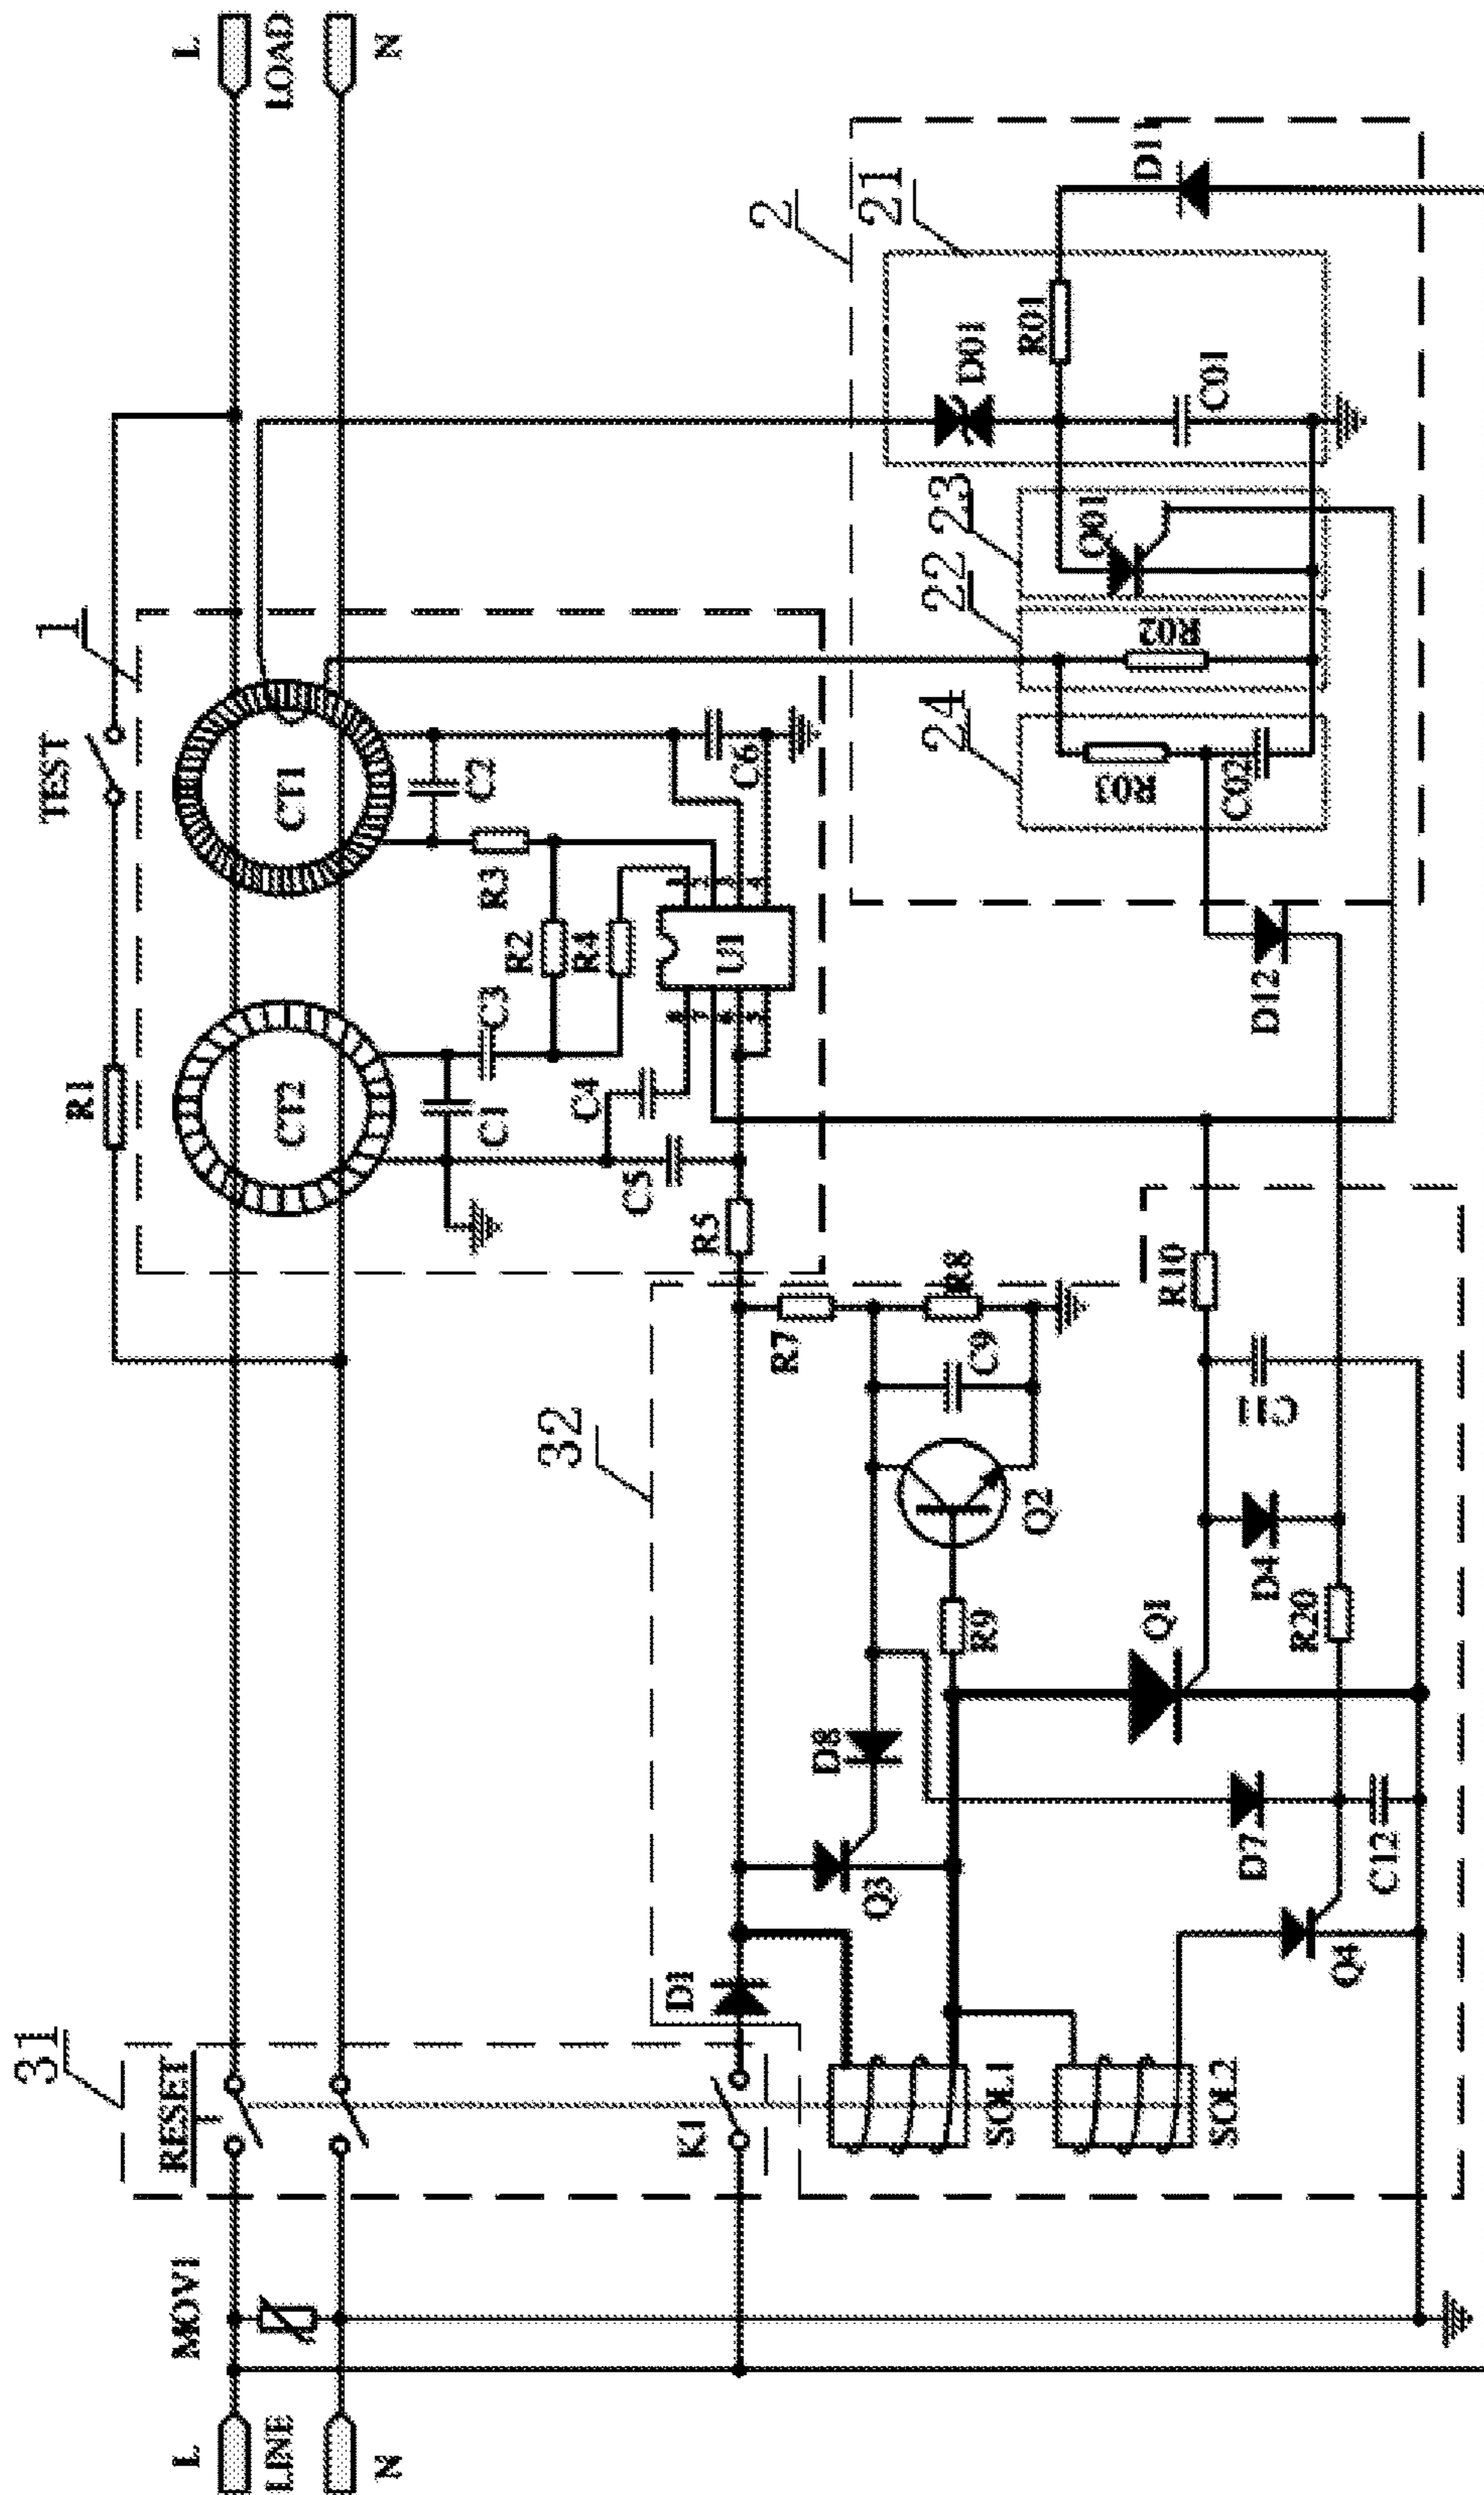 L
LOAD
N
1
TEST
CT1
C2
R3
C6
R2
R4
U1
R1
CT2
C3
C1
C4
C5
R5
2
21
D11
D01
R01
C01
23
Q01
22
R02
24
R03
C02
D12
32
R7
R8
C9
Q2
R9
R10
C11
D4
R20
Q1
D8
D7
C12
Q3
Q4
D1
31
RESET
K1
SOL1
SOL2
MOV1
L
LINE
N